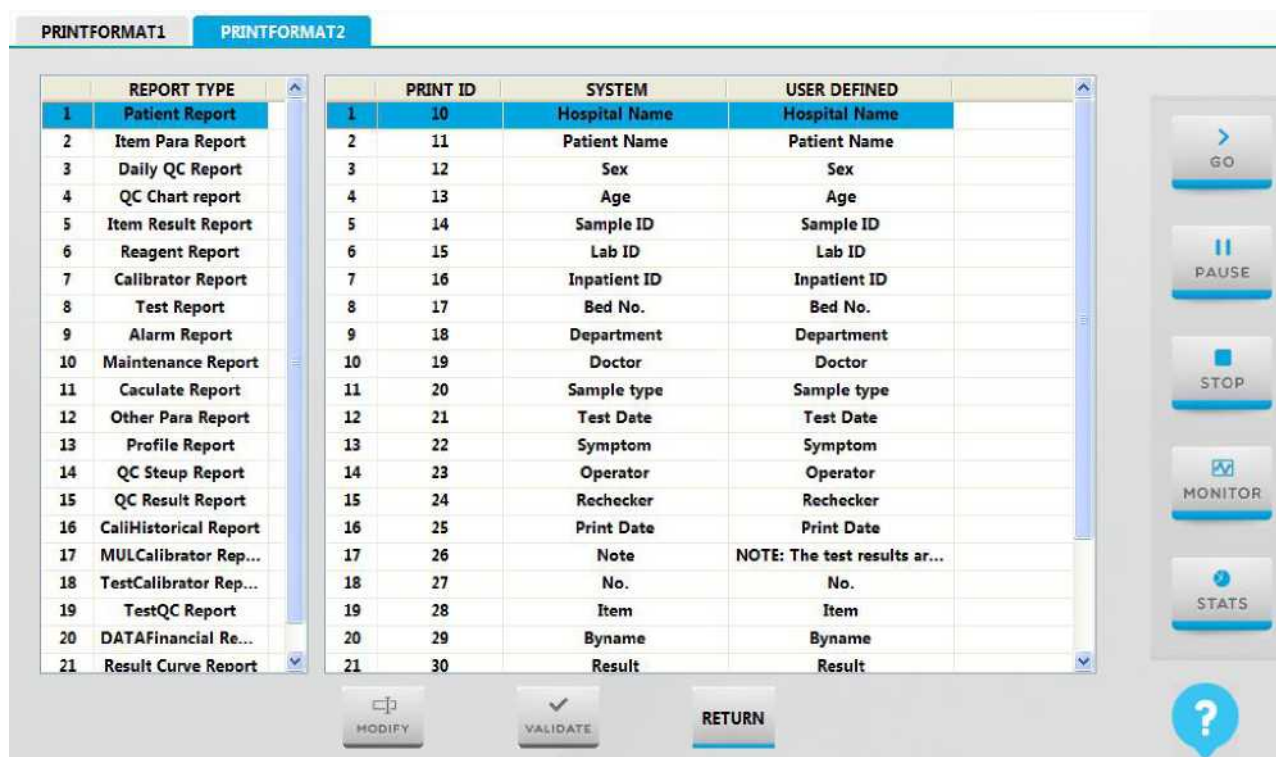 PRINTFORMAT1 PRINTFORMAT2
REPORT TYPE
1 Patient Report
2 Item Para Report
3 Daily QC Report
4 QC Chart report
5 Item Result Report
6 Reagent Report
7 Calibrator Report
8 Test Report
9 Alarm Report
10 Maintenance Report
11 Caculate Report
12 Other Para Report
13 Profile Report
14 QC Steup Report
15 QC Result Report
16 CaliHistorical Report
17 MULCalibrator Rep...
18 TestCalibrator Rep...
19 TestQC Report
20 DATAFinancial Re...
21 Result Curve Report
PRINT ID SYSTEM USER DEFINED
1 10 Hospital Name Hospital Name
2 11 Patient Name Patient Name
3 12 Sex Sex
4 13 Age Age
5 14 Sample ID Sample ID
6 15 Lab ID Lab ID
7 16 Inpatient ID Inpatient ID
8 17 Bed No. Bed No.
9 18 Department Department
10 19 Doctor Doctor
11 20 Sample type Sample type
12 21 Test Date Test Date
13 22 Symptom Symptom
14 23 Operator Operator
15 24 Rechecker Rechecker
16 25 Print Date Print Date
17 26 Note NOTE: The test results ar...
18 27 No. No.
19 28 Item Item
20 29 Byname Byname
21 30 Result Result
GO
PAUSE
STOP
MONITOR
STATS
MODIFY VALIDATE RETURN
?